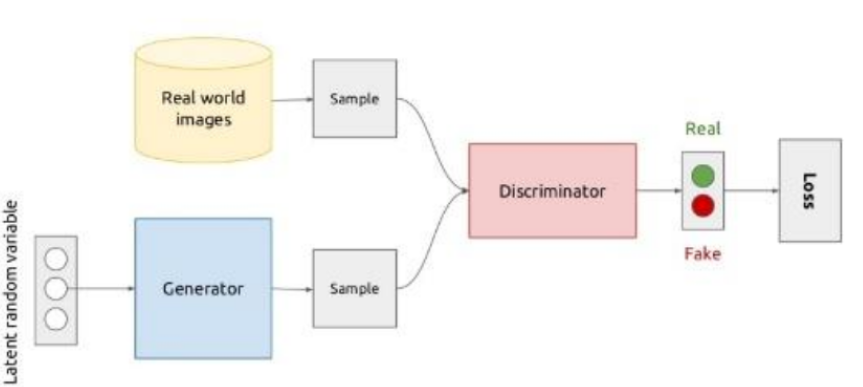 Real world
images
Sample
Discriminator
Real
Fake
Loss
Latent random variable
Generator
Sample